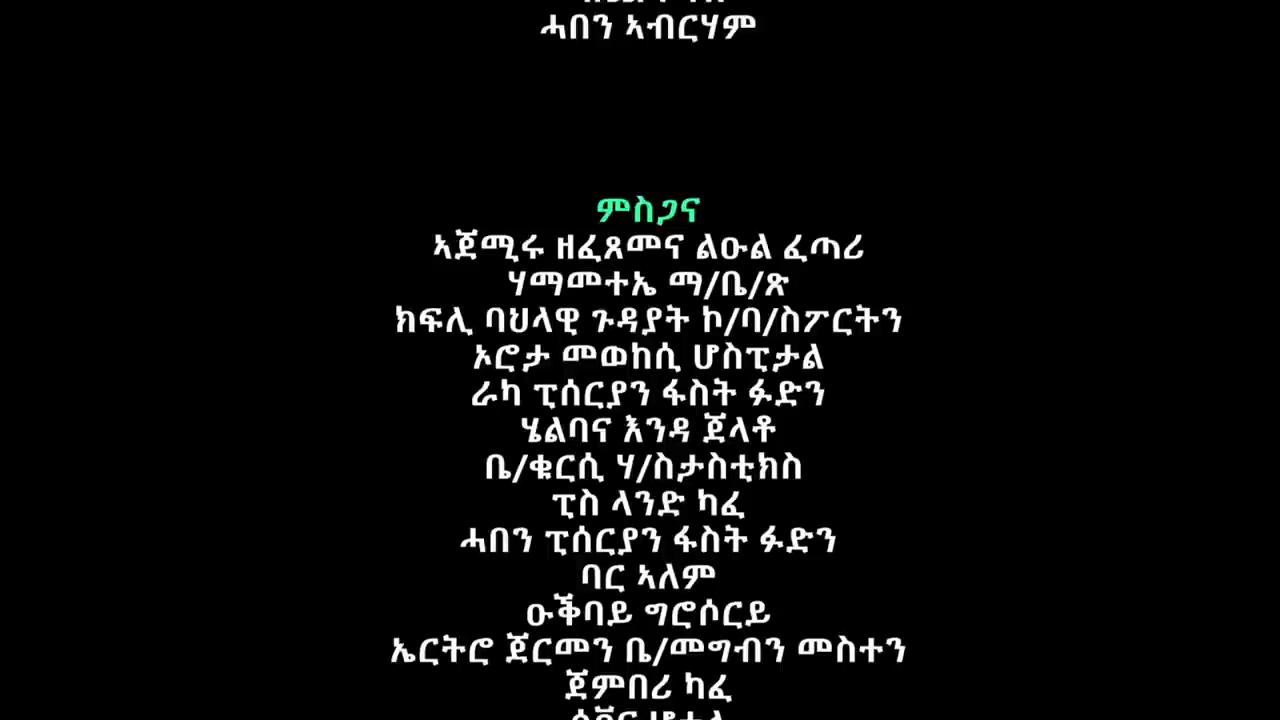 ሓበን ኣብርሃም
ምስጋና
ኣጀሚሩ ዘፈጸመና ልዑል ፈጣሪ
ሃማመተኤ ማ/ቤ/ጽ
ክፍሊ ባህላዊ ጉዳያት ኮ/ባ/ስፖርትን
ኦሮታ መወከሲ ሆስፒታል
ራካ ፒሰርያን ፋስት ፉድን
ሄልባና እንዳ ጀላቶ
ቤ/ቁርሲ ሃ/ስታስቲክስ
ፒስ ላንድ ካፈ
ሓበን ፒሰርያን ፋስት ፉድን
ባር ኣለም
ዑቕባይ ግሮሶርይ
ኤርትሮ ጀርመን ቤ/መግብን መስተን
ጀምበሪ ካፈ